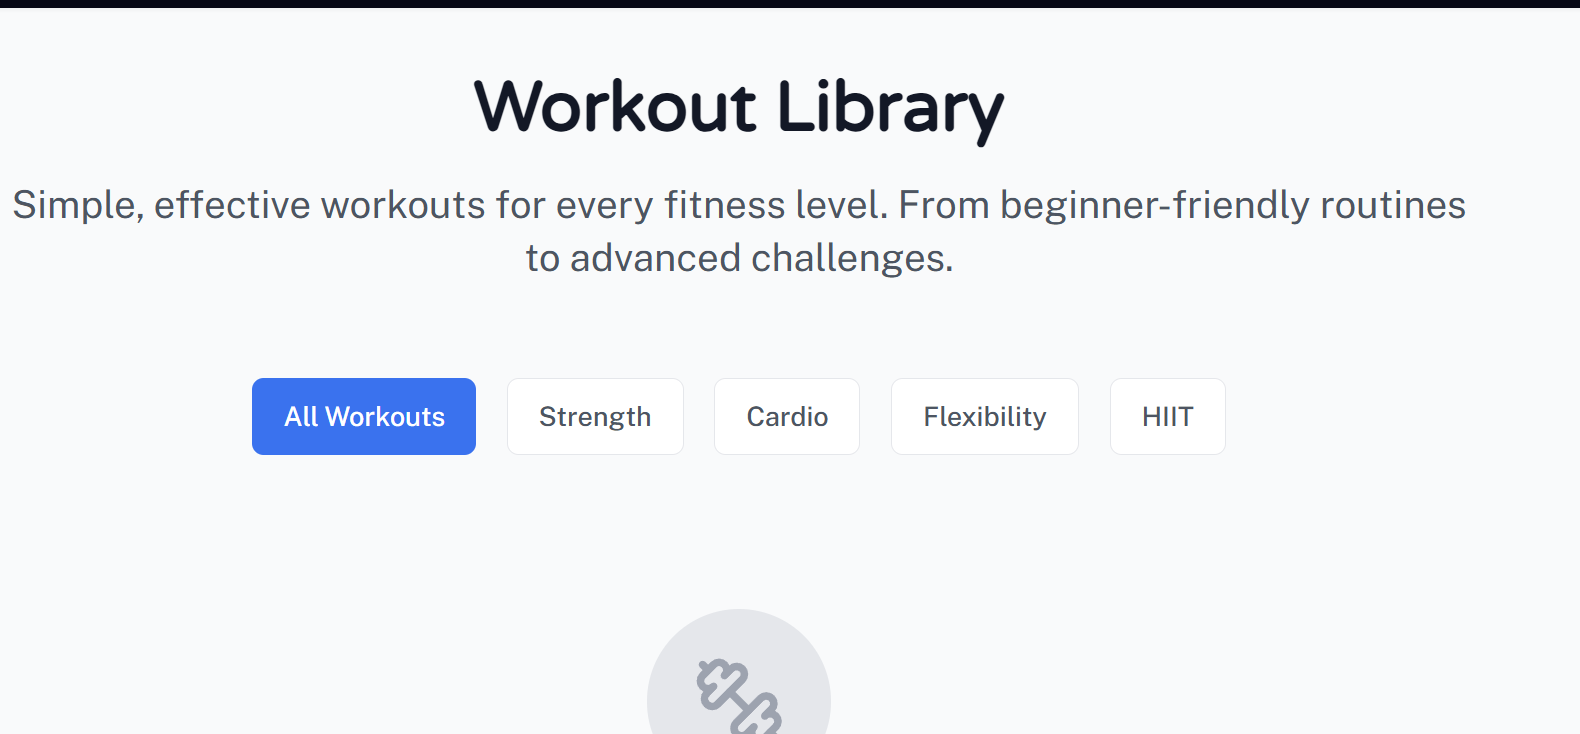 Workout Library
Simple, effective workouts for every fitness level. From beginner-friendly routines
to advanced challenges.
All Workouts
Strength
Cardio
Flexibility
HIIT